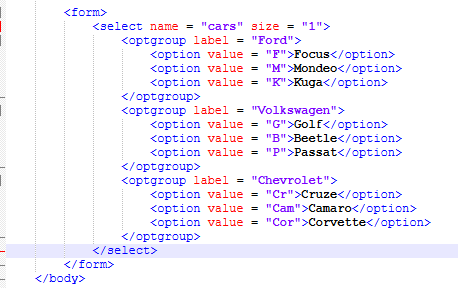 <form>
<select name = "cars" size = "1">
<optgroup label = "Ford">
<option value = "F">Focus</option>
<option value = "M">Mondeo</option>
<option value = "K">Kuga</option>
</optgroup>
<optgroup label = "Volkswagen">
<option value = "G">Golf</option>
<option value = "B">Beetle</option>
<option value = "P">Passat</option>
</optgroup>
<optgroup label = "Chevrolet">
<option value = "Cr">Cruze</option>
<option value = "Cam">Camaro</option>
<option value = "Cor">Corvette</option>
</optgroup>
</select>
</form>
</body>